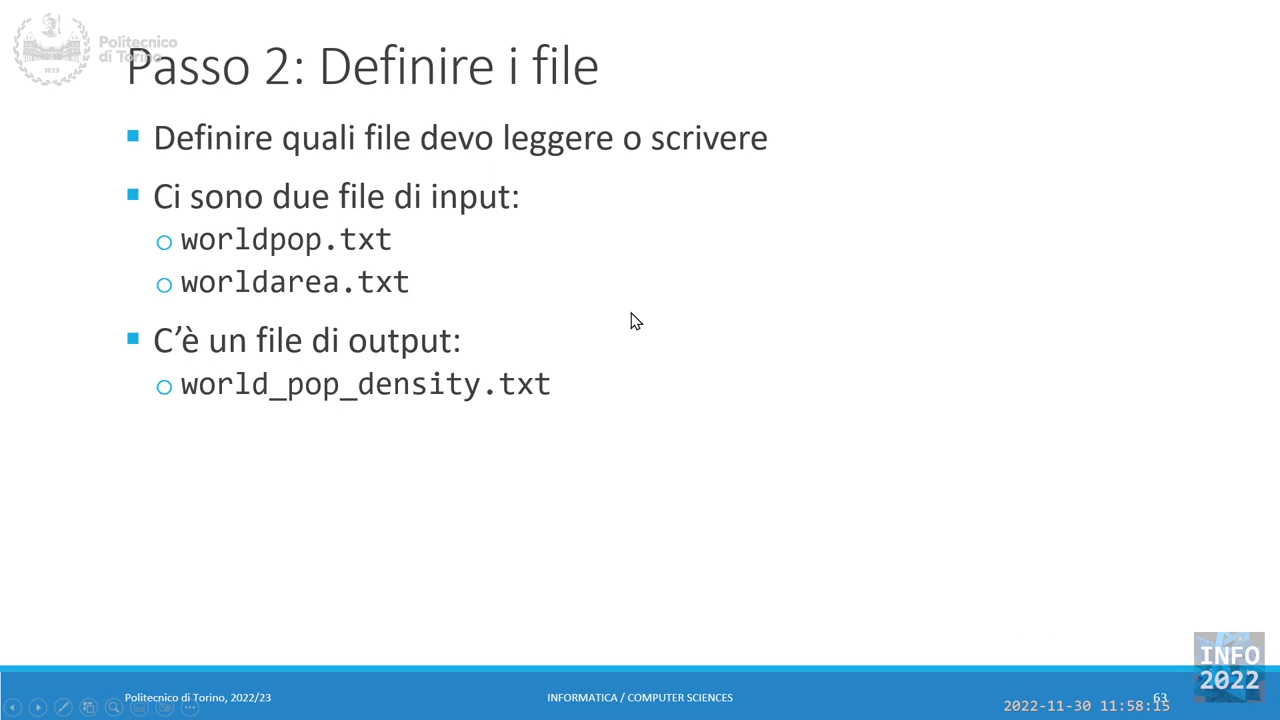 Politecnico
di Torino
1859
Passo 2: Definire i file
Definire quali file devo leggere o scrivere
Ci sono due file di input:
worldpop.txt
worldarea.txt
C’è un file di output:
world_pop_density.txt
INFO
2022
Politecnico di Torino, 2022/23
INFORMATICA / COMPUTER SCIENCES
63
2022-11-30 11:58:15